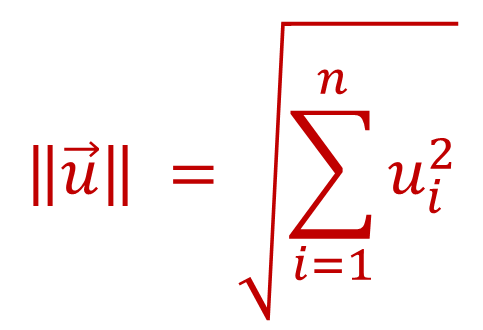 ‖u⃗‖ = √(∑_{i=1}^{n} u_i^2)